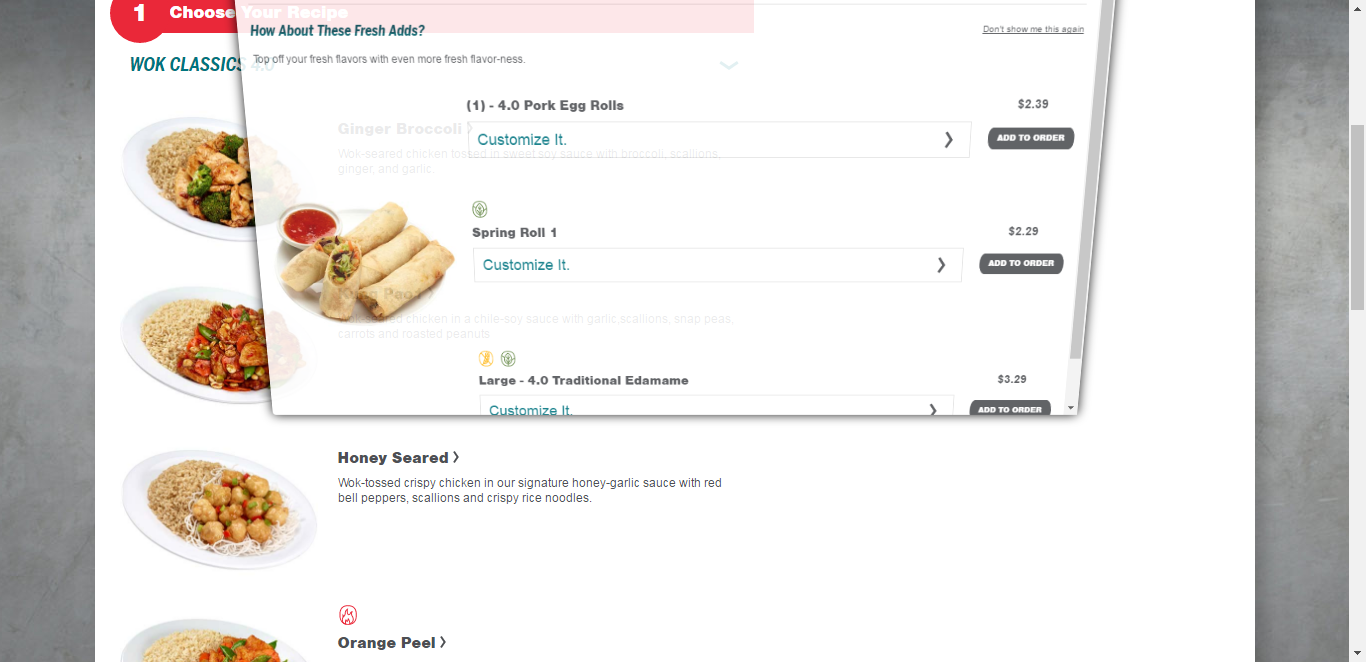 1 Choose Your Recipe
How About These Fresh Adds?
Don't show me this again
WOK CLASSICS 4.0
Top off your fresh flavors with even more fresh flavor-ness.
(1) - 4.0 Pork Egg Rolls
$2.39
Ginger Broccoli
Customize It.
ADD TO ORDER
Wok-seared chicken tossed in sweet soy sauce with broccoli, scallions,
ginger, and garlic.
Spring Roll 1
$2.29
Customize It.
ADD TO ORDER
Kung Pao
Wok-seared chicken in a chile-soy sauce with garlic,scallions, snap peas,
carrots and roasted peanuts
Large - 4.0 Traditional Edamame
$3.29
Customize It.
ADD TO ORDER
Honey Seared
Wok-tossed crispy chicken in our signature honey-garlic sauce with red
bell peppers, scallions and crispy rice noodles.
Orange Peel